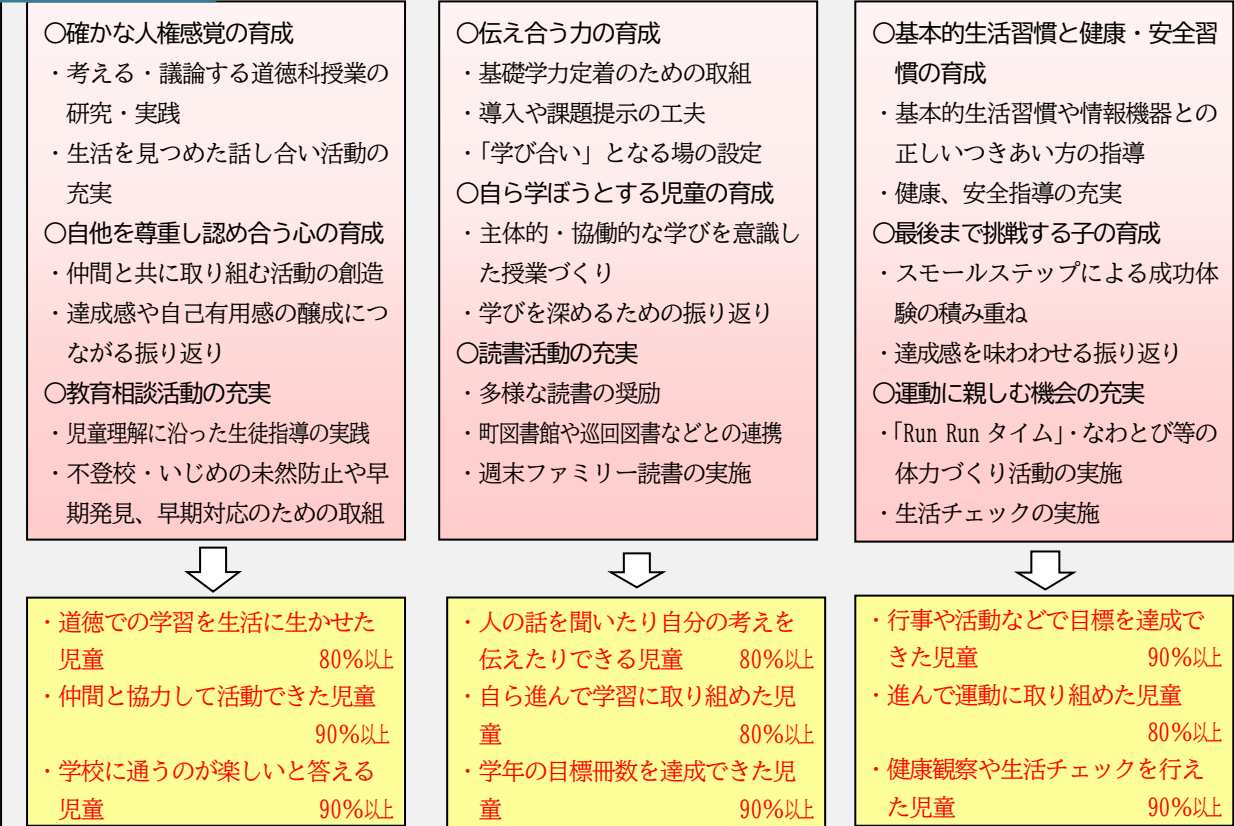 〇確かな人権感覚の育成
・考える・議論する道徳科授業の
研究・実践
・生活を見つめた話し合い活動の
充実
〇自他を尊重し認め合う心の育成
・仲間と共に取り組む活動の創造
・達成感や自己有用感の醸成につ
ながる振り返り
〇教育相談活動の充実
・児童理解に沿った生徒指導の実践
・不登校・いじめの未然防止や早
期発見、早期対応のための取組
・道徳での学習を生活に生かせた
児童 80%以上
・仲間と協力して活動できた児童
90%以上
・学校に通うのが楽しいと答える
児童 90%以上
〇伝え合う力の育成
・基礎学力定着のための取組
・導入や課題提示の工夫
・「学び合い」となる場の設定
〇自ら学ぼうとする児童の育成
・主体的・協働的な学びを意識し
た授業づくり
・学びを深めるための振り返り
〇読書活動の充実
・多様な読書の奨励
・町図書館や巡回図書などとの連携
・週末ファミリー読書の実施
・人の話を聞いたり自分の考えを
伝えたりできる児童 80%以上
・自ら進んで学習に取り組めた児
童 80%以上
・学年の目標冊数を達成できた児
童 90%以上
〇基本的生活習慣と健康・安全習
慣の育成
・基本的生活習慣や情報機器との
正しいつきあい方の指導
・健康、安全指導の充実
〇最後まで挑戦する子の育成
・スモールステップによる成功体
験の積み重ね
・達成感を味わわせる振り返り
〇運動に親しむ機会の充実
・「Run Run タイム」・なわとび等の
体力づくり活動の実施
・生活チェックの実施
・行事や活動などで目標を達成で
きた児童 90%以上
・進んで運動に取り組めた児童
80%以上
・健康観察や生活チェックを行え
た児童 90%以上